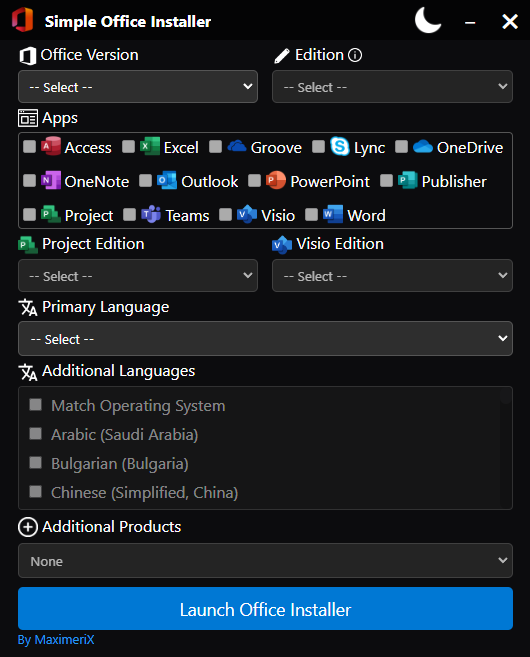 Simple Office Installer
Office Version
Edition
-- Select --
-- Select --
Apps
Access Excel Groove Lync OneDrive
OneNote Outlook PowerPoint Publisher
Project Teams Visio Word
Project Edition
Visio Edition
-- Select --
-- Select --
Primary Language
-- Select --
Additional Languages
Match Operating System
Arabic (Saudi Arabia)
Bulgarian (Bulgaria)
Chinese (Simplified, China)
Additional Products
None
Launch Office Installer
By MaximeriX